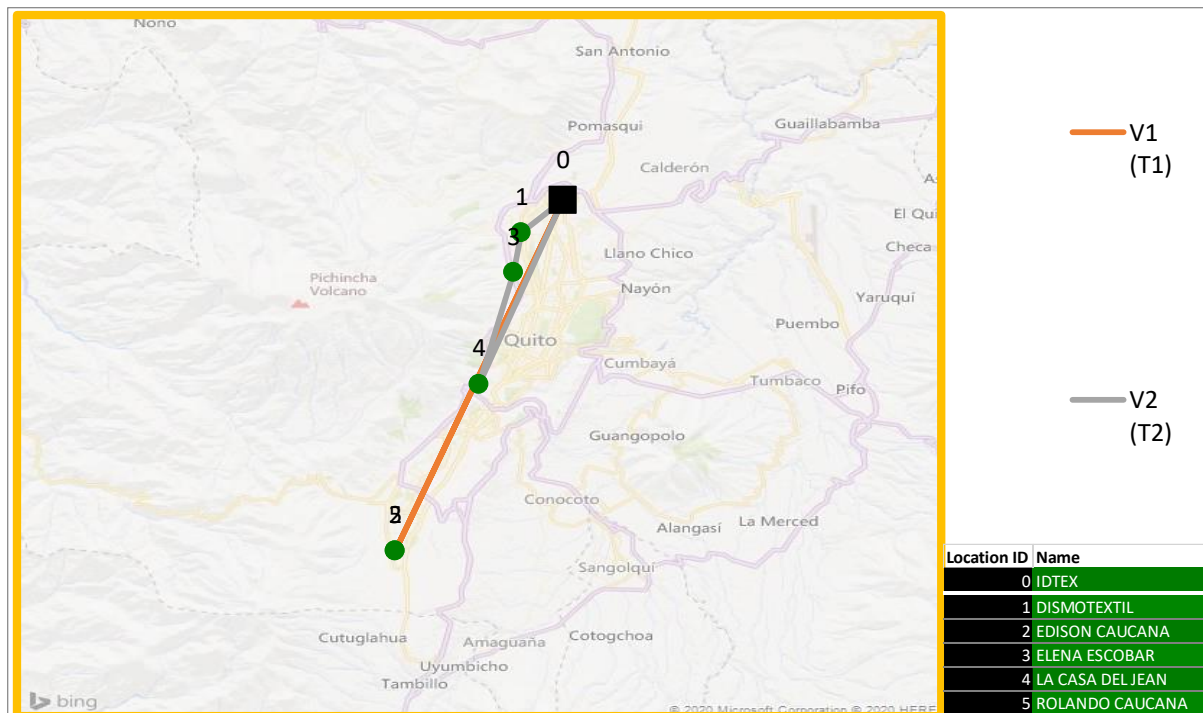 Nono
San Antonio
Pomasqui
Guaillabamba
V1
(T1)
0
Calderón
1
El Qui
3
Llano Chico
Checa
Pichincha
Volcano
Nayón
Yaruquí
Puembo
4
Quito
Cumbayá
Tumbaco
Pifo
V2
(T2)
Guangopolo
Conocoto
2
5
Alangasí
La Merced
Sangolquí
Location ID Name
0 IDTEX
1 DISMOTEXTIL
2 EDISON CAUCANA
3 ELENA ESCOBAR
4 LA CASA DEL JEAN
5 ROLANDO CAUCANA
Cutuglahua
Amaguaña
Cotogchoa
Uyumbicho
Tambillo
bing
© 2020 Microsoft Corporation © 2020 HERE